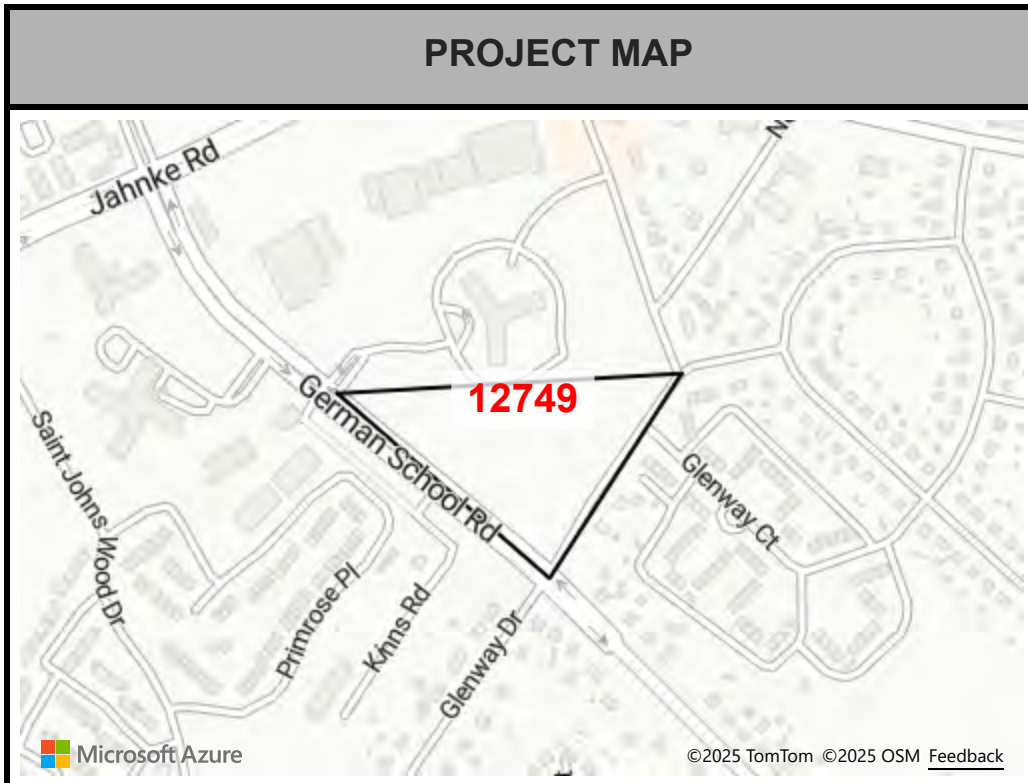 PROJECT MAP
Jahnke Rd
German School Rd
12749
Saint Johns Wood Dr
Glenway Ct
Primrose Pl
Kinns Rd
Glenway Dr
Microsoft Azure
©2025 TomTom ©2025 OSM Feedback